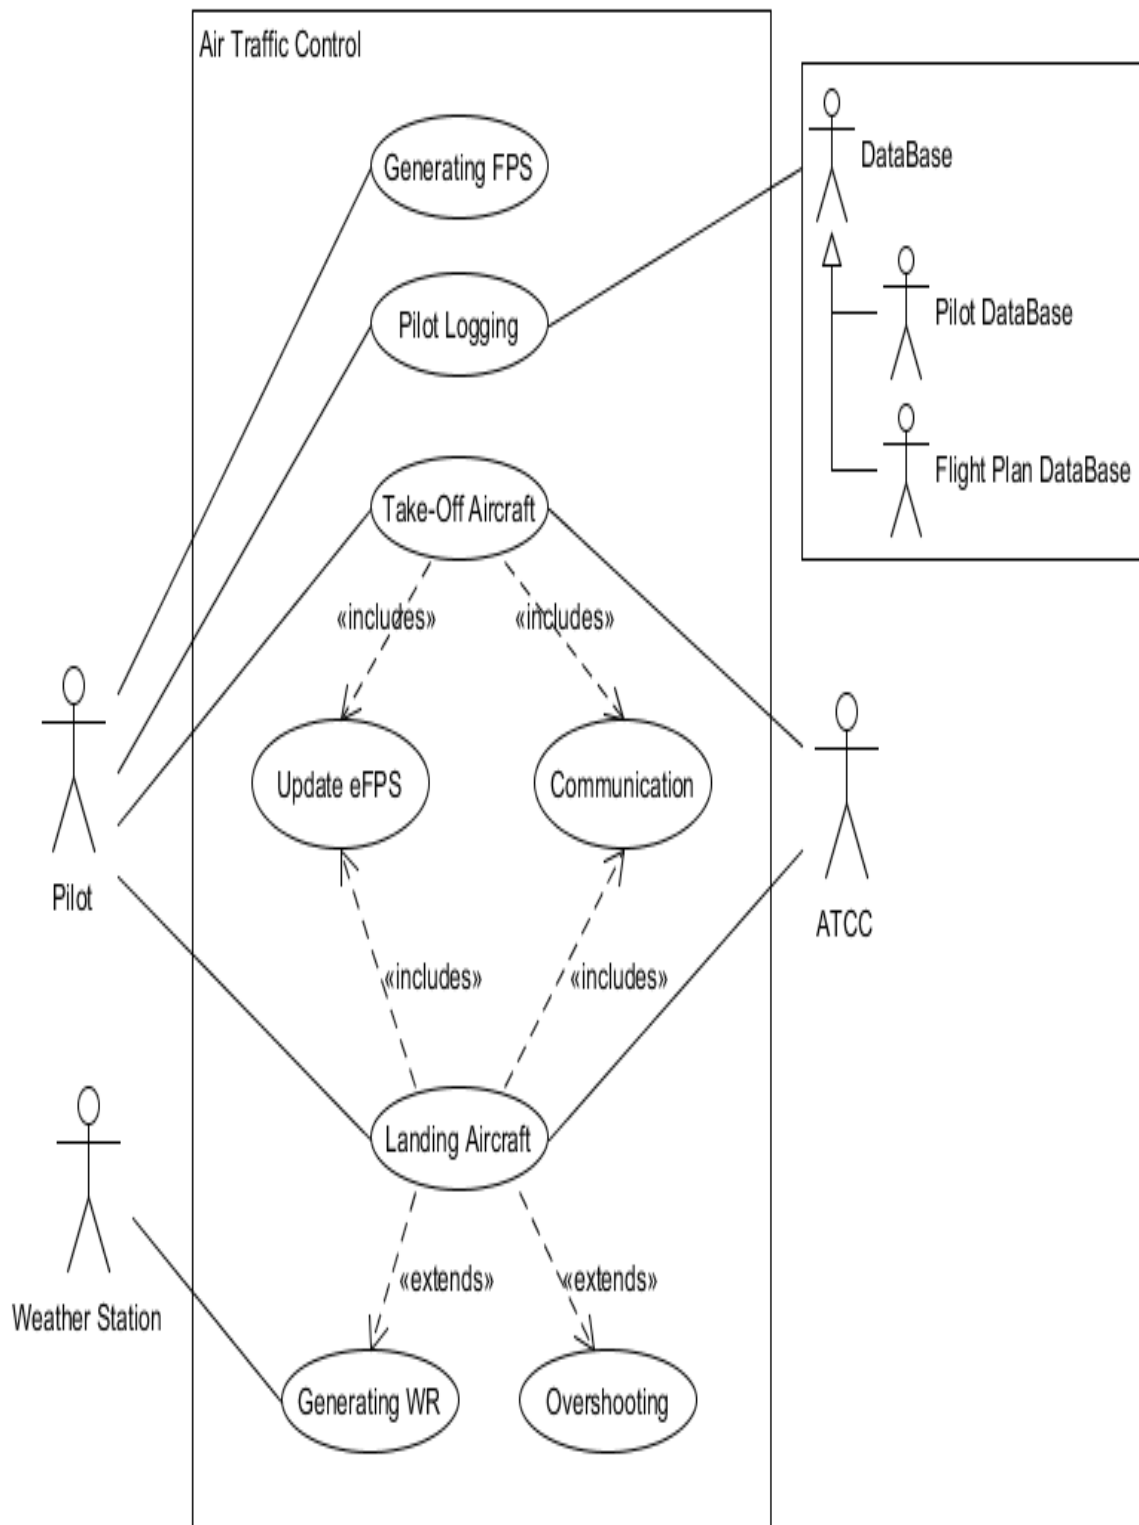 Air Traffic Control
Generating FPS
DataBase
Pilot Logging
Pilot DataBase
Flight Plan DataBase
Take-Off Aircraft
«includes»
«includes»
Update eFPS
Communication
Pilot
ATCC
«includes»
«includes»
Landing Aircraft
Weather Station
«extends»
«extends»
Generating WR
Overshooting